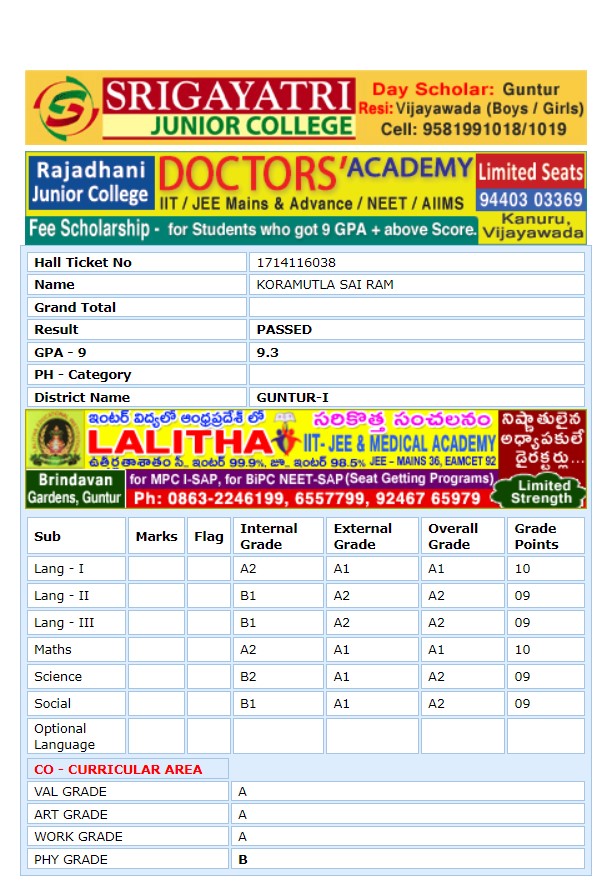 SRIGAYATRI
JUNIOR COLLEGE
Day Scholar: Guntur
Resi: Vijayawada (Boys / Girls)
Cell: 9581991018/1019
Rajadhani
Junior College
DOCTORS' ACADEMY
IIT / JEE Mains & Advance / NEET / AIIMS
Limited Seats
94403 03369
Fee Scholarship - for Students who got 9 GPA + above Score.
Kanuru,
Vijayawada
Hall Ticket No 1714116038
Name KORAMUTLA SAI RAM
Grand Total
Result PASSED
GPA - 9 9.3
PH - Category
District Name GUNTUR-I
ఇంటర్ విద్యలో ఆంధ్రప్రదేశ్ లో సరికొత్త సంచలనం
LALITHA IIT- JEE & MEDICAL ACADEMY
ఉత్తీర్ణతాశాతం సీ.. ఇంటర్ 99.9%, జూ.. ఇంటర్ 98.5% JEE – MAINS 36, EAMCET 92
నిష్ణాతులైన
అధ్యాపకులే
డైరక్టర్లు...
Brindavan
Gardens, Guntur
for MPC I-SAP, for BiPC NEET-SAP (Seat Getting Programs)
Ph: 0863-2246199, 6557799, 92467 65979
Limited
Strength
Sub Marks Flag Internal Grade External Grade Overall Grade Grade Points
Lang - I A2 A1 A1 10
Lang - II B1 A2 A2 09
Lang - III B1 A2 A2 09
Maths A2 A1 A1 10
Science B2 A1 A2 09
Social B1 A1 A2 09
Optional
Language
CO - CURRICULAR AREA
VAL GRADE A
ART GRADE A
WORK GRADE A
PHY GRADE B